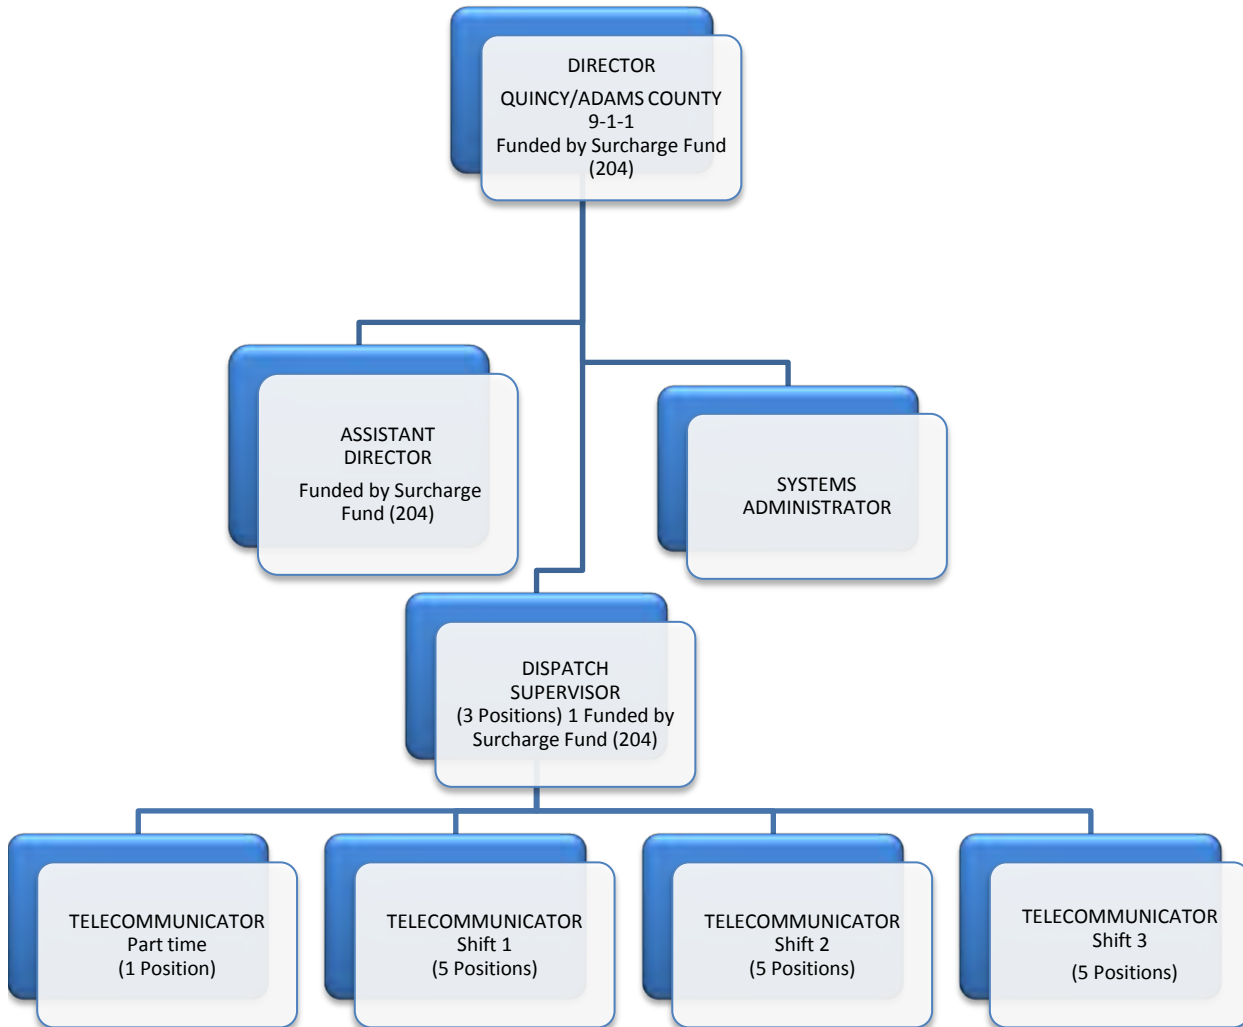 DIRECTOR
QUINCY/ADAMS COUNTY
9-1-1
Funded by Surcharge Fund
(204)
ASSISTANT
DIRECTOR
Funded by Surcharge
Fund (204)
SYSTEMS
ADMINISTRATOR
DISPATCH
SUPERVISOR
(3 Positions) 1 Funded by
Surcharge Fund (204)
TELECOMMUNICATOR
Part time
(1 Position)
TELECOMMUNICATOR
Shift 1
(5 Positions)
TELECOMMUNICATOR
Shift 2
(5 Positions)
TELECOMMUNICATOR
Shift 3
(5 Positions)